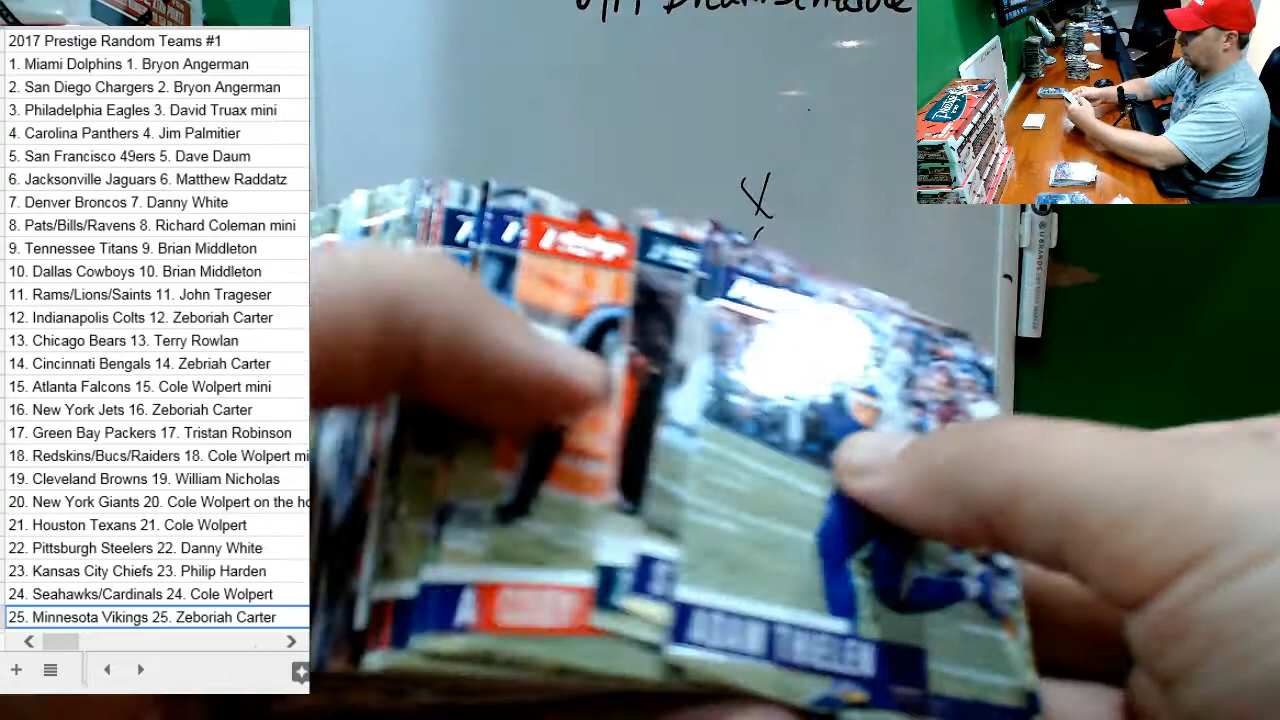 2017 Prestige Random Teams #1
1. Miami Dolphins 1. Bryon Angerman
2. San Diego Chargers 2. Bryon Angerman
3. Philadelphia Eagles 3. David Truax mini
4. Carolina Panthers 4. Jim Palmitier
5. San Francisco 49ers 5. Dave Daum
6. Jacksonville Jaguars 6. Matthew Raddatz
7. Denver Broncos 7. Danny White
8. Pats/Bills/Ravens 8. Richard Coleman mini
9. Tennessee Titans 9. Brian Middleton
10. Dallas Cowboys 10. Brian Middleton
11. Rams/Lions/Saints 11. John Trageser
12. Indianapolis Colts 12. Zeboriah Carter
13. Chicago Bears 13. Terry Rowlan
14. Cincinnati Bengals 14. Zebriah Carter
15. Atlanta Falcons 15. Cole Wolpert mini
16. New York Jets 16. Zeboriah Carter
17. Green Bay Packers 17. Tristan Robinson
18. Redskins/Bucs/Raiders 18. Cole Wolpert mi
19. Cleveland Browns 19. William Nicholas
20. New York Giants 20. Cole Wolpert on the ho
21. Houston Texans 21. Cole Wolpert
22. Pittsburgh Steelers 22. Danny White
23. Kansas City Chiefs 23. Philip Harden
24. Seahawks/Cardinals 24. Cole Wolpert
25. Minnesota Vikings 25. Zeboriah Carter
X
U BRANDS
CODY
ADAM THIELEN